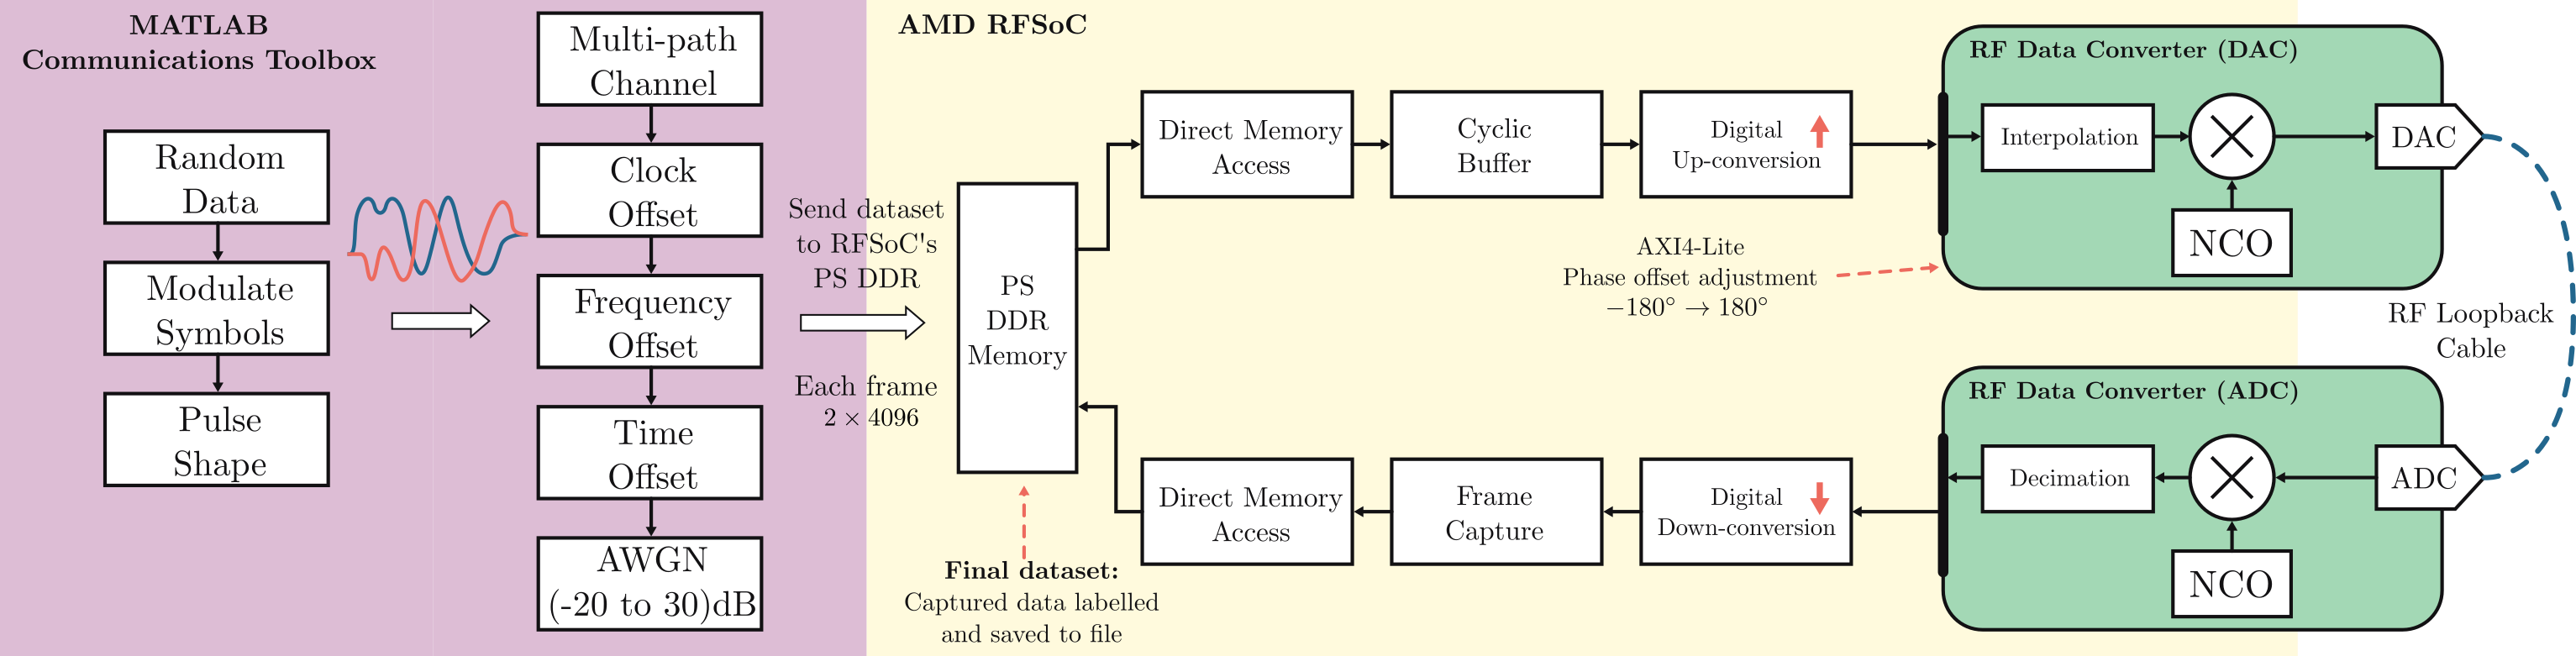 MATLAB
Communications Toolbox
Random
Data
Modulate
Symbols
Pulse
Shape
Multi-path
Channel
Clock
Offset
Frequency
Offset
Time
Offset
AWGN
(-20 to 30)dB
Send dataset
to RFSoC's
PS DDR
Each frame
2 × 4096
AMD RFSoC
PS
DDR
Memory
Final dataset:
Captured data labelled
and saved to file
Direct Memory
Access
Cyclic
Buffer
Digital
Up-conversion
AXI4-Lite
Phase offset adjustment
−180° → 180°
RF Data Converter (DAC)
Interpolation
NCO
DAC
RF Loopback
Cable
RF Data Converter (ADC)
ADC
NCO
Decimation
Digital
Down-conversion
Frame
Capture
Direct Memory
Access